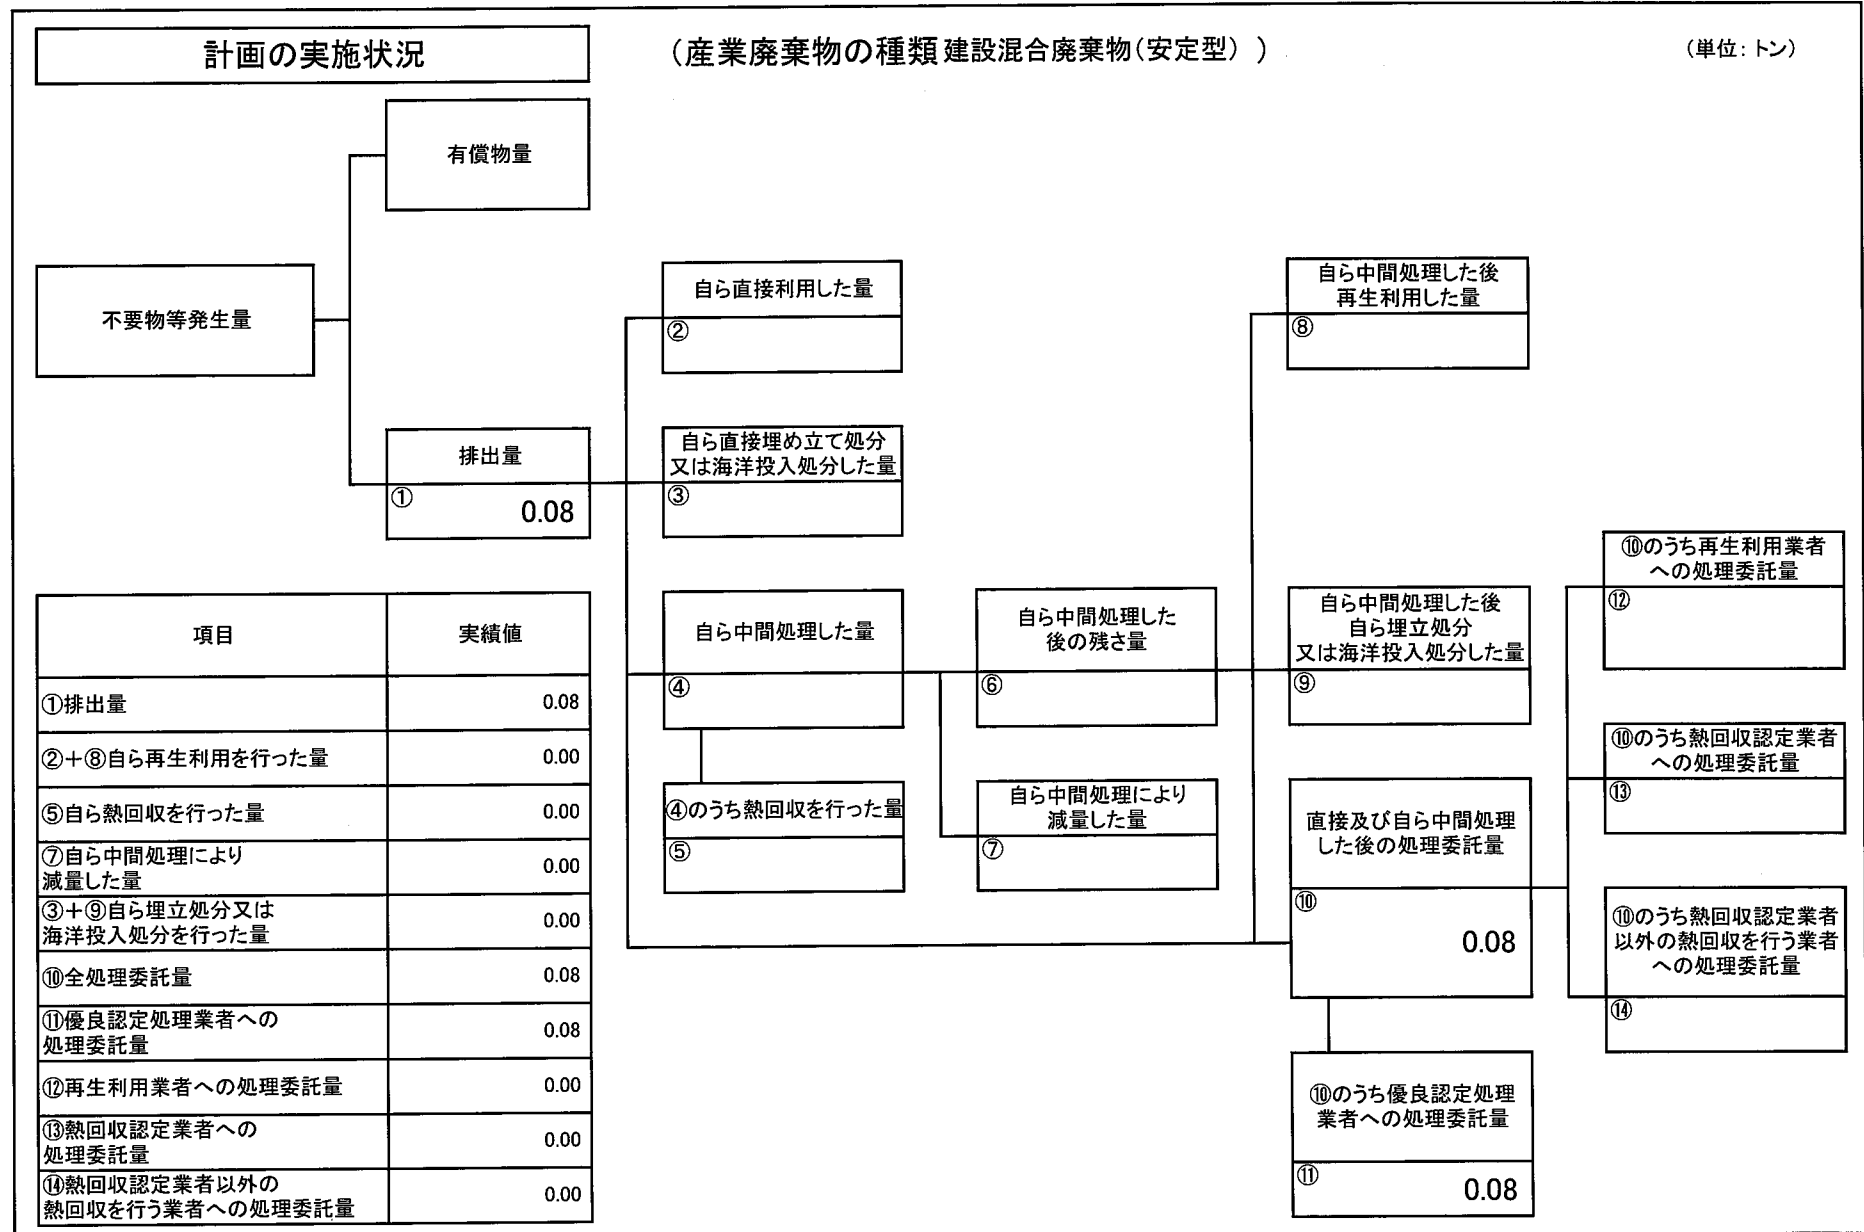 計画の実施状況
（産業廃棄物の種類 建設混合廃棄物（安定型））
（単位：トン）
有償物量
不要物等発生量
排出量
①
0.08
自ら直接利用した量
②
自ら直接埋め立て処分
又は海洋投入処分した量
③
自ら中間処理した量
④
④のうち熱回収を行った量
⑤
自ら中間処理した
後の残さ量
⑥
自ら中間処理により
減量した量
⑦
自ら中間処理した後
再生利用した量
⑧
自ら中間処理した後
自ら埋立処分
又は海洋投入処分した量
⑨
直接及び自ら中間処理
した後の処理委託量
⑩
0.08
⑩のうち優良認定処理
業者への処理委託量
⑪
0.08
⑩のうち再生利用業者
への処理委託量
⑫
⑩のうち熱回収認定業者
への処理委託量
⑬
⑩のうち熱回収認定業者
以外の熱回収を行う業者
への処理委託量
⑭
項目 実績値
①排出量 0.08
②＋⑧自ら再生利用を行った量 0.00
⑤自ら熱回収を行った量 0.00
⑦自ら中間処理により
減量した量 0.00
③＋⑨自ら埋立処分又は
海洋投入処分を行った量 0.00
⑩全処理委託量 0.08
⑪優良認定処理業者への
処理委託量 0.08
⑫再生利用業者への処理委託量 0.00
⑬熱回収認定業者への
処理委託量 0.00
⑭熱回収認定業者以外の
熱回収を行う業者への処理委託量 0.00